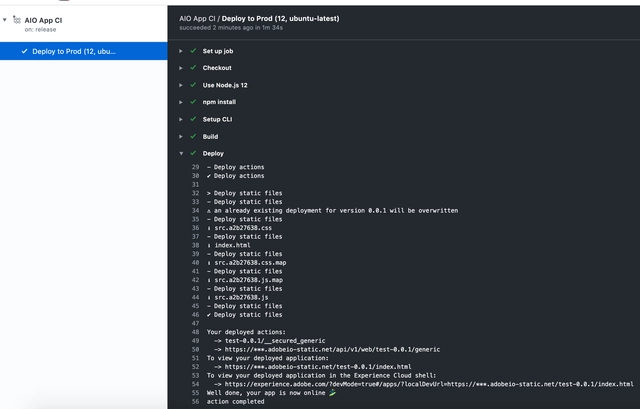 AIO App CI
on: release
Deploy to Prod (12, ubu...
AIO App CI / Deploy to Prod (12, ubuntu-latest)
succeeded 2 minutes ago in 1m 34s
Set up job
Checkout
Use Node.js 12
npm install
Setup CLI
Build
Deploy
29 – Deploy actions
30 ✔ Deploy actions
31
32 > Deploy static files
33 – Deploy static files
34 ⚠ an already existing deployment for version 0.0.1 will be overwritten
35 – Deploy static files
36 ℹ src.a2b27638.css
37 – Deploy static files
38 ℹ index.html
39 – Deploy static files
40 ℹ src.a2b27638.css.map
41 – Deploy static files
42 ℹ src.a2b27638.js.map
43 – Deploy static files
44 ℹ src.a2b27638.js
45 – Deploy static files
46 ✔ Deploy static files
47
48 Your deployed actions:
49 -> test-0.0.1/__secured_generic
50 -> https://***.adobeio-static.net/api/v1/web/test-0.0.1/generic
51 To view your deployed application:
52 -> https://***.adobeio-static.net/test-0.0.1/index.html
53 To view your deployed application in the Experience Cloud shell:
54 -> https://experience.adobe.com/?devMode=true#/apps/?localDevUrl=https://***.adobeio-static.net/test-0.0.1/index.html
55 Well done, your app is now online 🏄
56 action completed